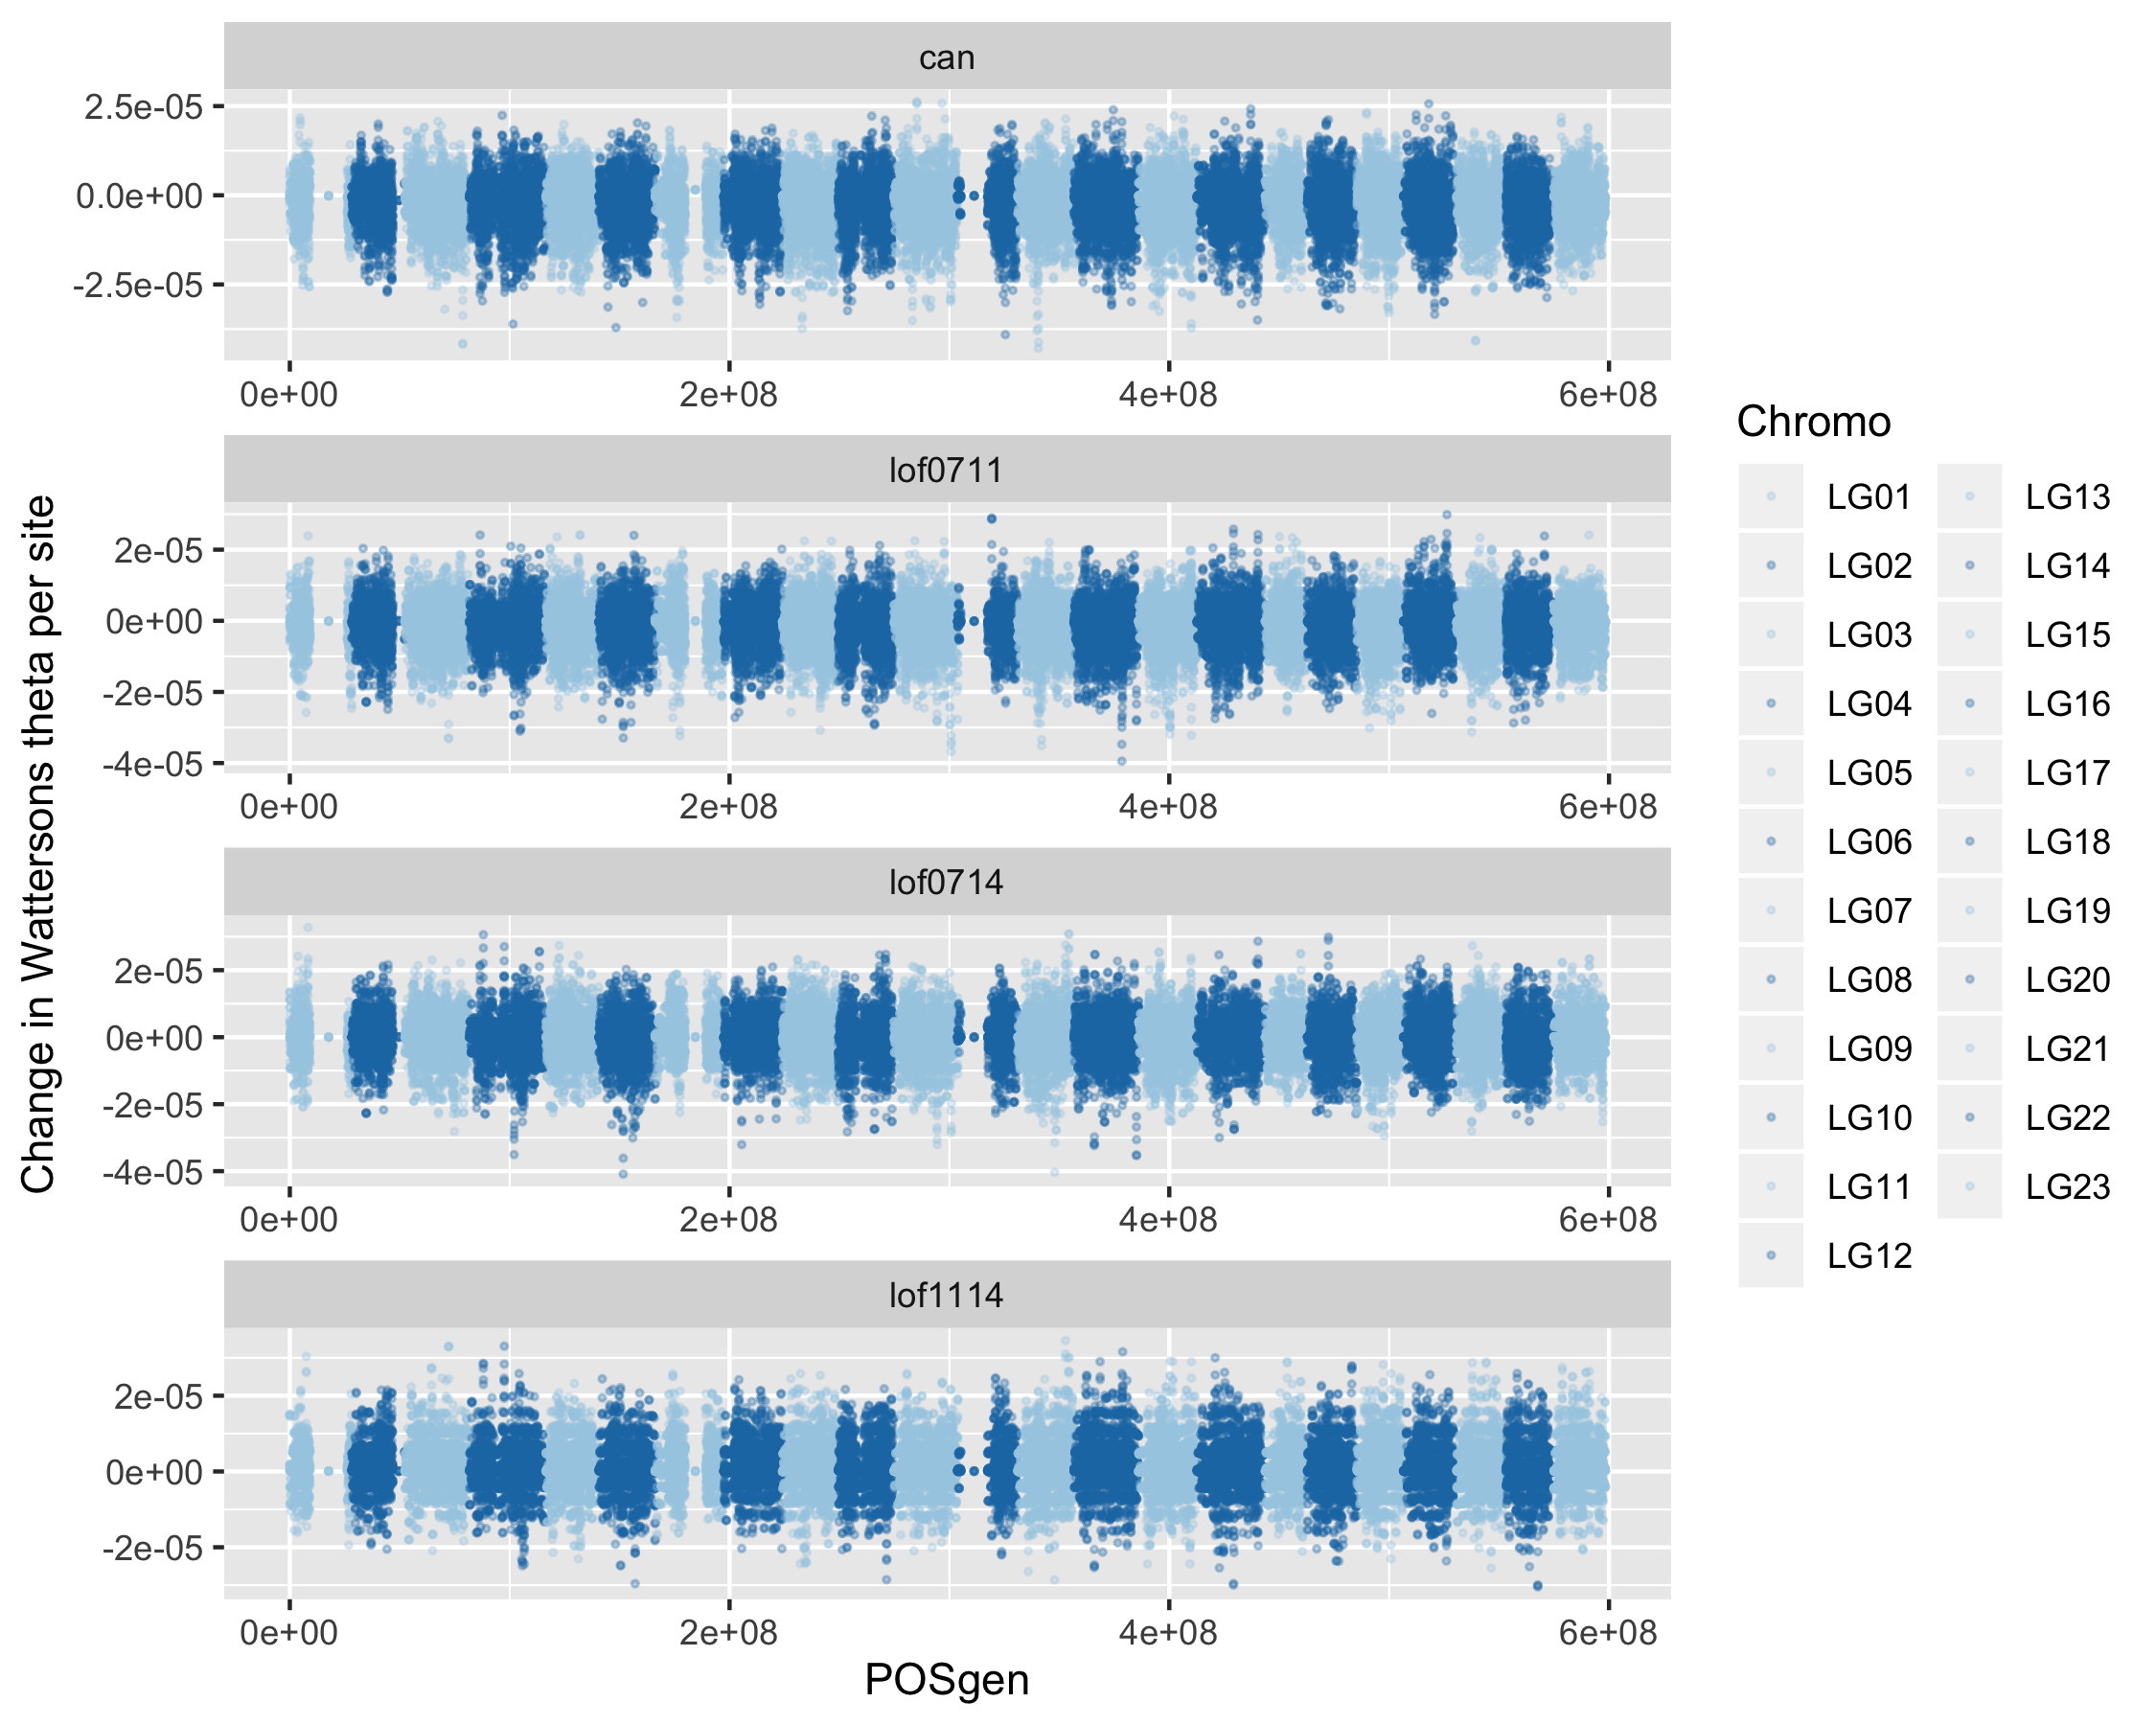 can
2.5e-05
0.0e+00
-2.5e-05
0e+00 2e+08 4e+08 6e+08
lof0711
2e-05
0e+00
-2e-05
-4e-05
0e+00 2e+08 4e+08 6e+08
lof0714
2e-05
0e+00
-2e-05
-4e-05
0e+00 2e+08 4e+08 6e+08
lof1114
2e-05
0e+00
-2e-05
0e+00 2e+08 4e+08 6e+08
POSgen
Change in Wattersons theta per site
Chromo
LG01 LG13
LG02 LG14
LG03 LG15
LG04 LG16
LG05 LG17
LG06 LG18
LG07 LG19
LG08 LG20
LG09 LG21
LG10 LG22
LG11 LG23
LG12